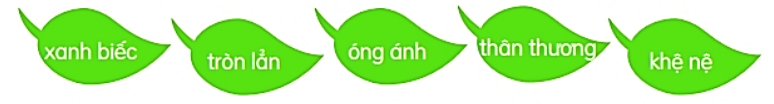 xanh biếc
tròn lẳn
óng ánh
thân thương
khệ nệ